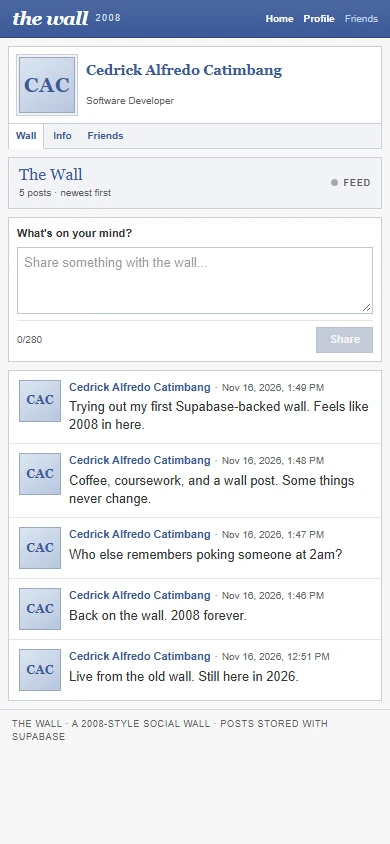 the wall 2008
Home Profile Friends
CAC
Cedrick Alfredo Catimbang
Software Developer
Wall Info Friends
The Wall
5 posts · newest first
FEED
What's on your mind?
Share something with the wall...
0/280
Share
CAC
Cedrick Alfredo Catimbang · Nov 16, 2026, 1:49 PM
Trying out my first Supabase-backed wall. Feels like
2008 in here.
CAC
Cedrick Alfredo Catimbang · Nov 16, 2026, 1:48 PM
Coffee, coursework, and a wall post. Some things
never change.
CAC
Cedrick Alfredo Catimbang · Nov 16, 2026, 1:47 PM
Who else remembers poking someone at 2am?
CAC
Cedrick Alfredo Catimbang · Nov 16, 2026, 1:46 PM
Back on the wall. 2008 forever.
CAC
Cedrick Alfredo Catimbang · Nov 16, 2026, 12:51 PM
Live from the old wall. Still here in 2026.
THE WALL · A 2008-STYLE SOCIAL WALL · POSTS STORED WITH
SUPABASE